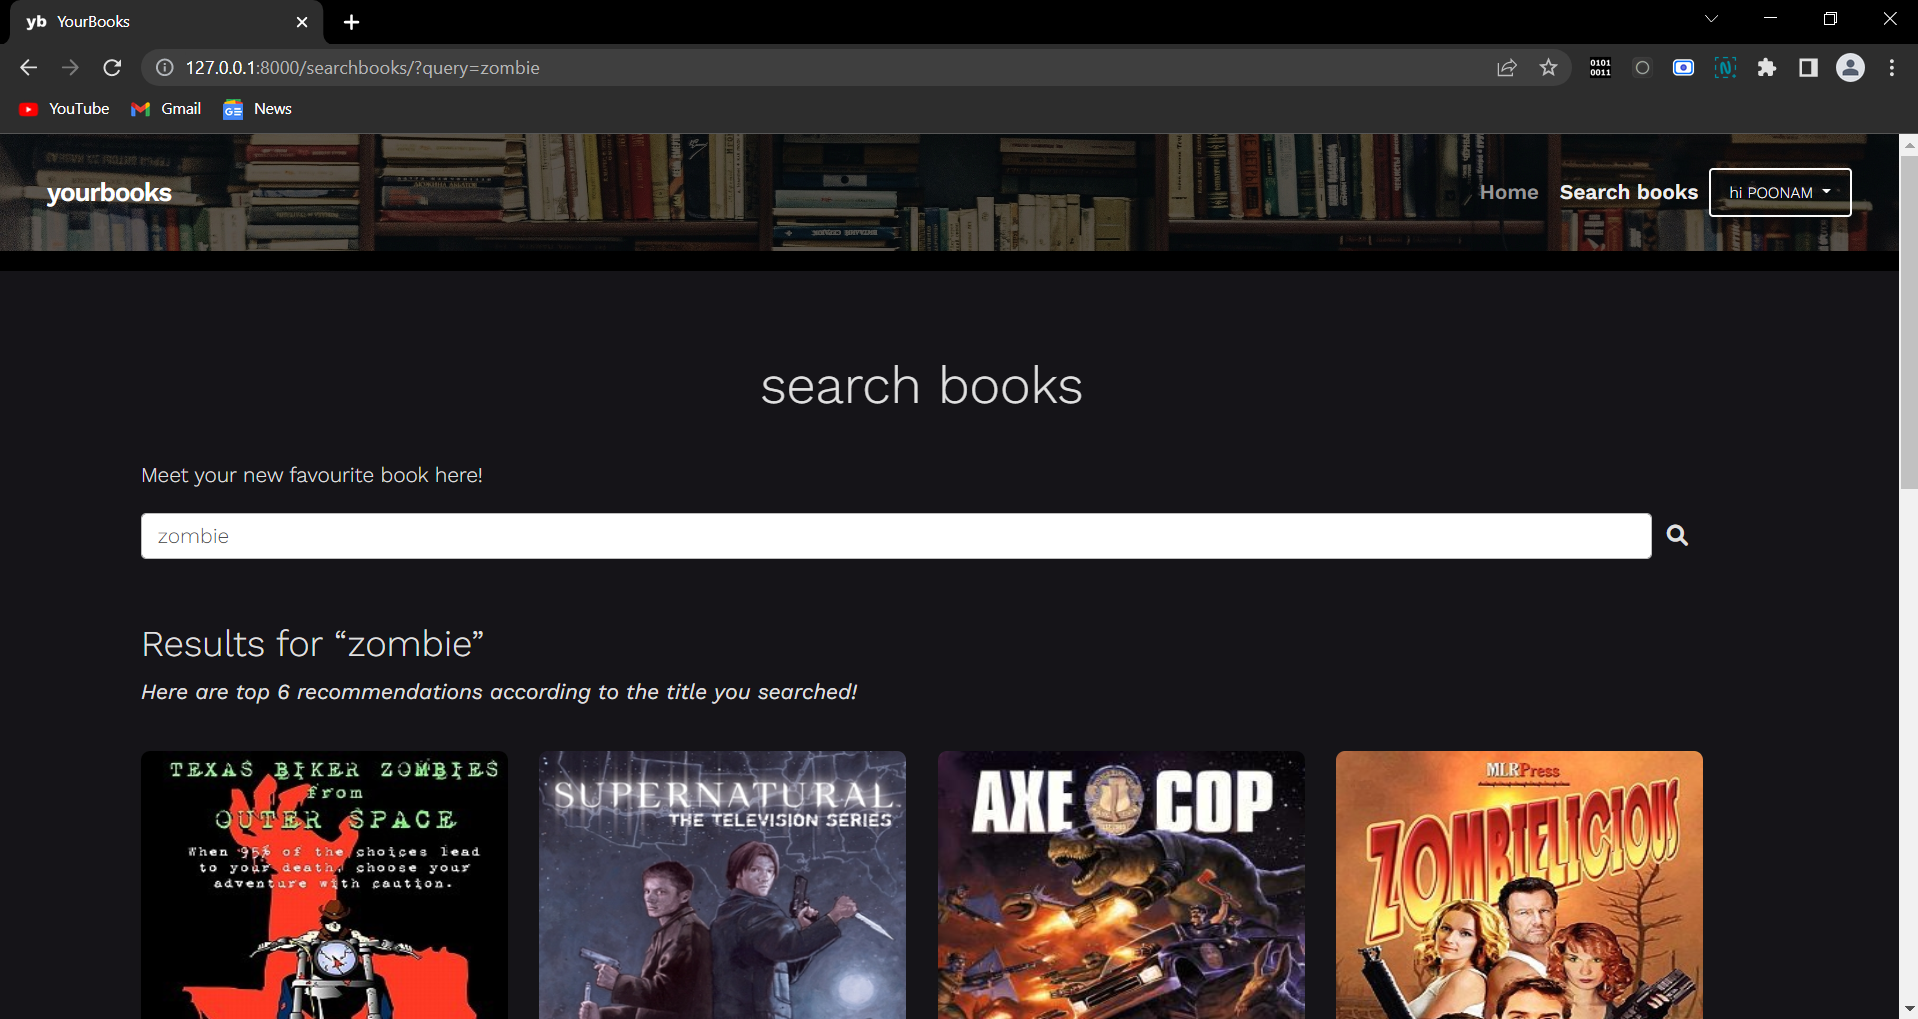 yb YourBooks
127.0.0.1:8000/searchbooks/?query=zombie
0101
0011
N
YouTube
Gmail
GE
News
yourbooks
Home
Search books
hi POONAM
search books
Meet your new favourite book here!
zombie
Results for “zombie”
Here are top 6 recommendations according to the title you searched!
TEXAS BIKER ZOMBIES
from
OUTER SPACE
When 95% of the choices lead
to your death, choose your
adventure with caution.
SUPERNATURAL
THE TELEVISION SERIES
AXE COP
MLRPress
ZOMBIELICIOUS